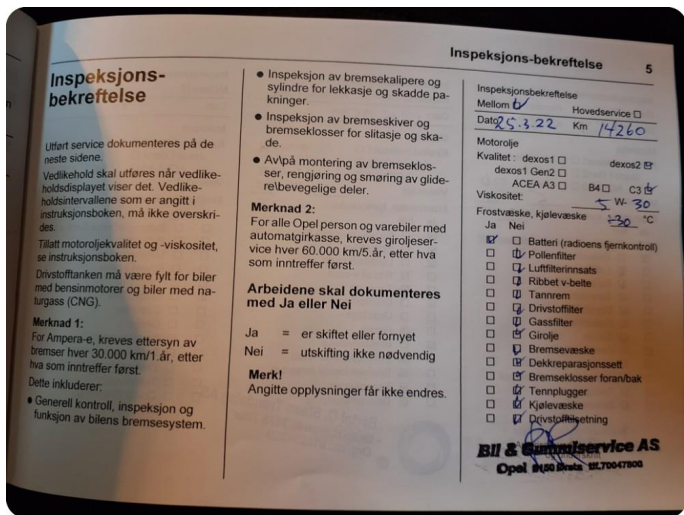 Inspeksjons-bekreftelse 5
Inspeksjons-
bekreftelse
Utført service dokumenteres på de
neste sidene.
Vedlikehold skal utføres når vedlike-
holdsdisplayet viser det. Vedlike-
holdsintervallene som er angitt i
instruksjonsboken, må ikke overskri-
des.
Tillatt motoroljekvalitet og -viskositet,
se instruksjonsboken.
Drivstofftanken må være fylt for biler
med bensinmotorer og biler med na-
turgass (CNG).
Merknad 1:
For Ampera-e, kreves ettersyn av
bremser hver 30.000 km/1.år, etter
hva som inntreffer først.
Dette inkluderer:
● Generell kontroll, inspeksjon og
funksjon av bilens bremsesystem.
● Inspeksjon av bremsekalipere og
sylindre for lekkasje og skadde pa-
kninger.
● Inspeksjon av bremseskiver og
bremseklosser for slitasje og ska-
de.
● Av\på montering av bremseklos-
ser, rengjøring og smøring av glide-
re\bevegelige deler.
Merknad 2:
For alle Opel person og varebiler med
automatgirkasse, kreves giroljeser-
vice hver 60.000 km/5.år, etter hva
som inntreffer først.
Arbeidene skal dokumenteres
med Ja eller Nei
Ja = er skiftet eller fornyet
Nei = utskifting ikke nødvendig
Merk!
Angitte opplysninger får ikke endres.
Inspeksjonsbekreftelse
Mellom ☑ Hovedservice ☐
Dato 25.3.22 Km 14260
Motorolje
Kvalitet : dexos1 ☐ dexos2 ☑
dexos1 Gen2 ☐
ACEA A3 ☐ B4 ☐ C3 ☑
Viskositet: 5 W- 30
Frostvæske, kjølevæske ÷30 °C
Ja Nei
☑ ☐ Batteri (radioens fjernkontroll)
☐ ☑ Pollenfilter
☐ ☑ Luftfilterinnsats
☐ ☑ Ribbet v-belte
☐ ☑ Tannrem
☐ ☑ Drivstoffilter
☐ ☑ Gassfilter
☐ ☑ Girolje
☐ ☑ Bremsevæske
☐ ☑ Dekkreparasjonssett
☐ ☑ Bremseklosser foran/bak
☐ ☑ Tennplugger
☐ ☑ Kjølevæske
☐ ☑ Drivstofftilsetning
Bil & Gummiservice AS
Opel 6150 Ørsta tlf.70047800